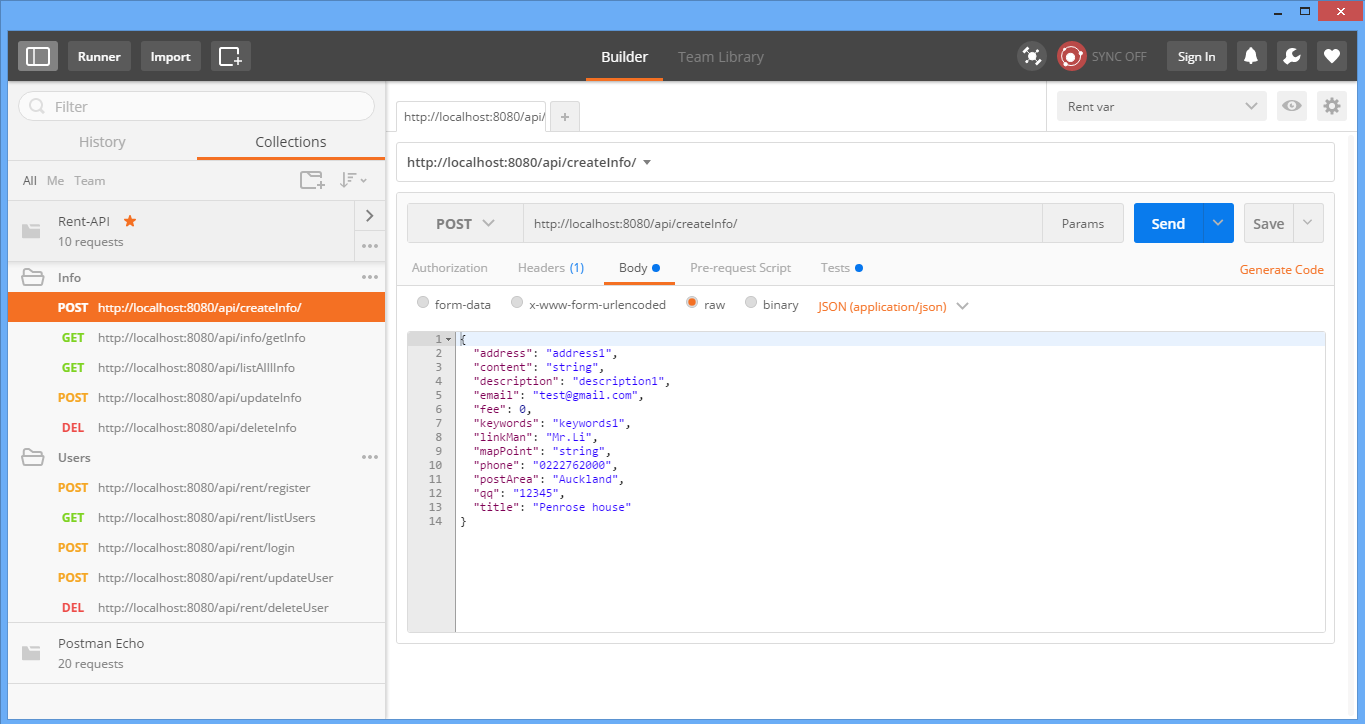 Runner Import Builder Team Library SYNC OFF Sign In
Filter
History Collections
All Me Team
Rent-API
10 requests
Info
POST http://localhost:8080/api/createInfo/
GET http://localhost:8080/api/info/getInfo
GET http://localhost:8080/api/listAllInfo
POST http://localhost:8080/api/updateInfo
DEL http://localhost:8080/api/deleteInfo
Users
POST http://localhost:8080/api/rent/register
GET http://localhost:8080/api/rent/listUsers
POST http://localhost:8080/api/rent/login
POST http://localhost:8080/api/rent/updateUser
DEL http://localhost:8080/api/rent/deleteUser
Postman Echo
20 requests
http://localhost:8080/api/ + Rent var
http://localhost:8080/api/createInfo/
POST http://localhost:8080/api/createInfo/ Params Send Save
Authorization Headers (1) Body Pre-request Script Tests Generate Code
form-data x-www-form-urlencoded raw binary JSON (application/json)
1 {
2 "address": "address1",
3 "content": "string",
4 "description": "description1",
5 "email": "test@gmail.com",
6 "fee": 0,
7 "keywords": "keywords1",
8 "linkMan": "Mr.Li",
9 "mapPoint": "string",
10 "phone": "0222762000",
11 "postArea": "Auckland",
12 "qq": "12345",
13 "title": "Penrose house"
14 }